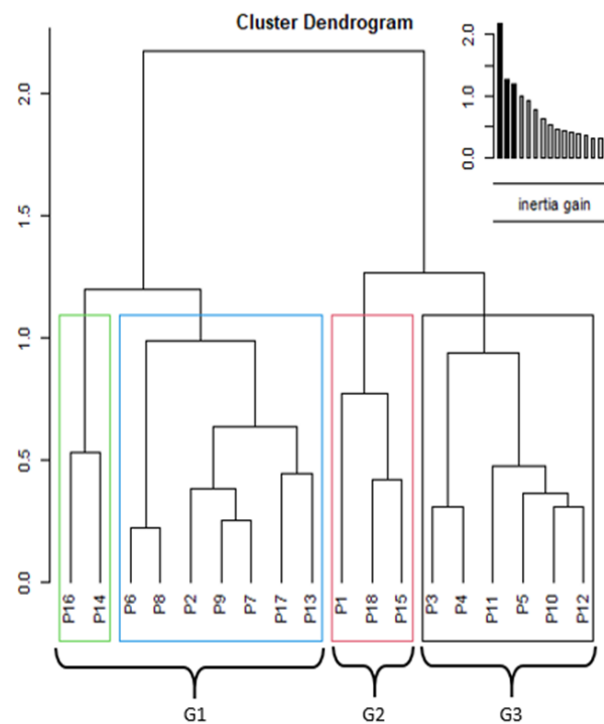 Cluster Dendrogram
2.0
1.5
1.0
0.5
0.0
2.0
1.0
0.0
inertia gain
P16
P14
P6
P8
P2
P9
P7
P17
P13
P1
P18
P15
P3
P4
P11
P5
P10
P12
G1
G2
G3